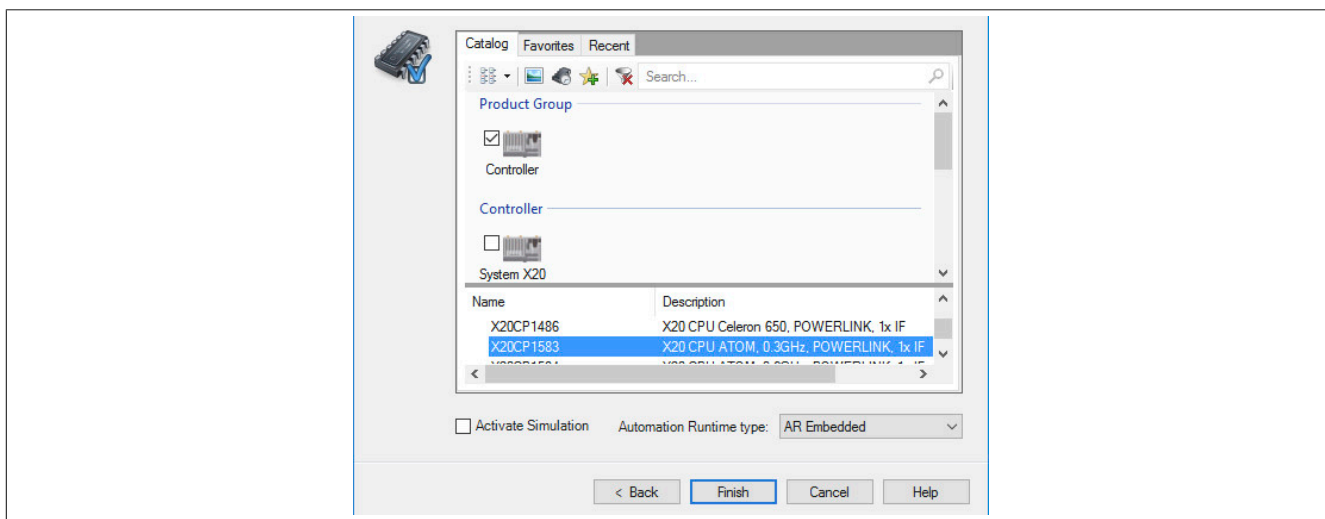 Catalog Favorites Recent
Search...
Product Group
Controller
Controller
System X20
Name Description
X20CP1486 X20 CPU Celeron 650, POWERLINK, 1x IF
X20CP1583 X20 CPU ATOM, 0.3GHz, POWERLINK, 1x IF
Activate Simulation Automation Runtime type: AR Embedded
< Back Finish Cancel Help